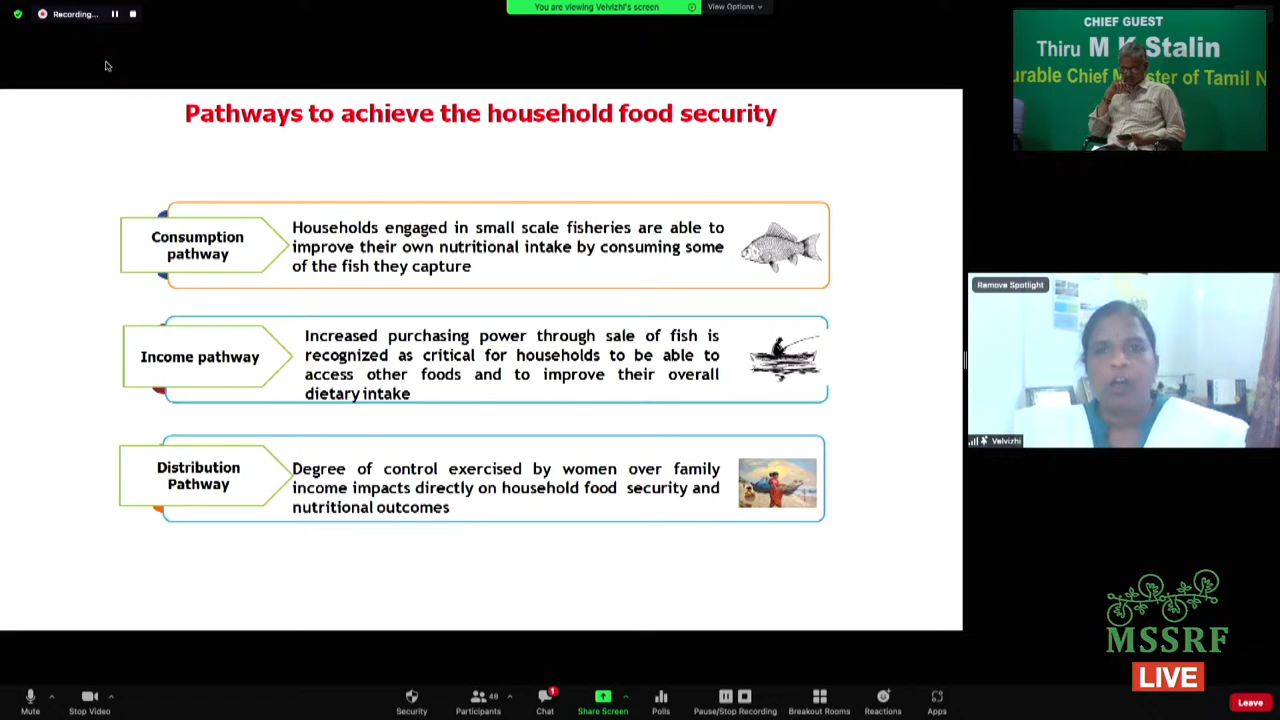 Recording...
You are viewing Velvizhi's screen
View Options
CHIEF GUEST
Thiru M K Stalin
urable Chief M ster of Tamil N
Pathways to achieve the household food security
Consumption
pathway
Households engaged in small scale fisheries are able to
improve their own nutritional intake by consuming some
of the fish they capture
Income pathway
Increased purchasing power through sale of fish is
recognized as critical for households to be able to
access other foods and to improve their overall
dietary intake
Distribution
Pathway
Degree of control exercised by women over family
income impacts directly on household food security and
nutritional outcomes
Remove Spotlight
Velvizhi
MSSRF
LIVE
Mute
Stop Video
Security
Participants
48
Chat
1
Share Screen
Polls
Pause/Stop Recording
Breakout Rooms
Reactions
Apps
Leave